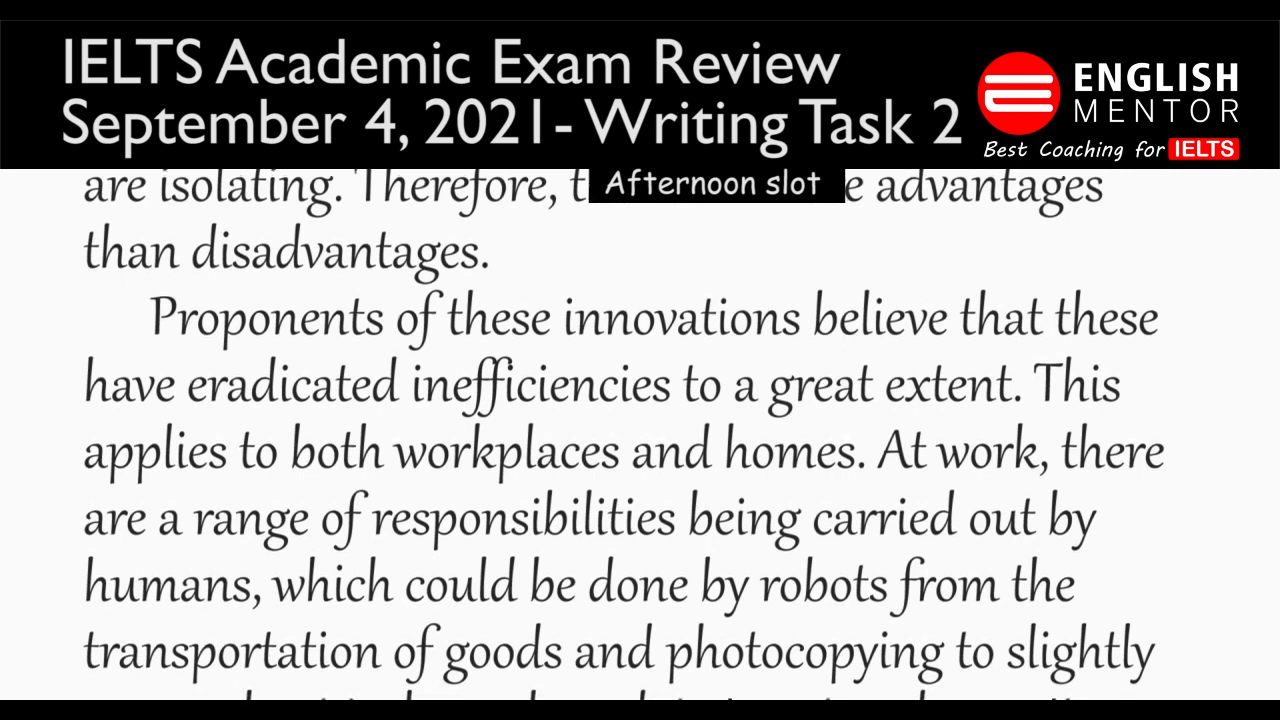 IELTS Academic Exam Review
September 4, 2021- Writing Task 2
ENGLISH
MENTOR
Best Coaching for IELTS
Afternoon slot
are isolating. Therefore, advantages
than disadvantages.
Proponents of these innovations believe that these
have eradicated inefficiencies to a great extent. This
applies to both workplaces and homes. At work, there
are a range of responsibilities being carried out by
humans, which could be done by robots from the
transportation of goods and photocopying to slightly